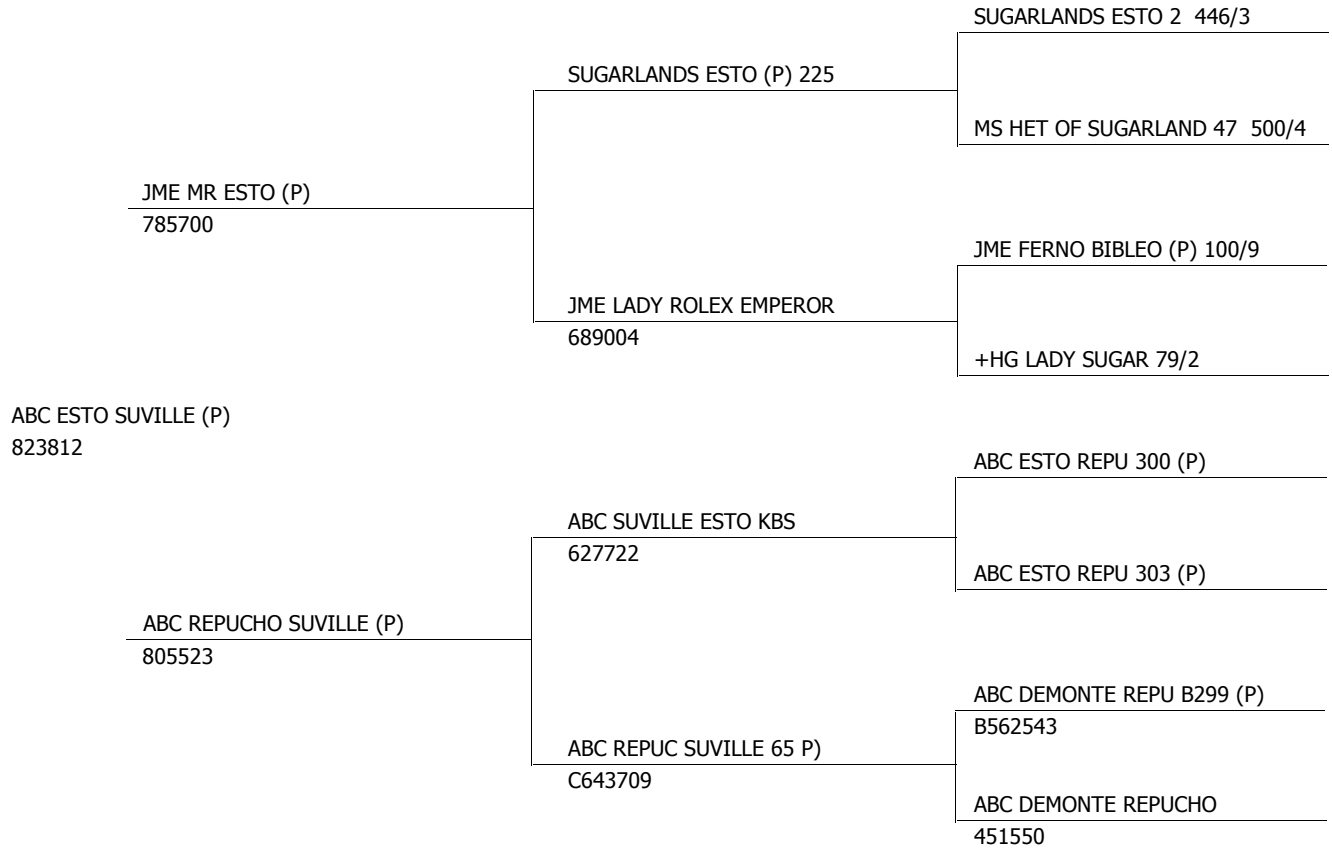 SUGARLANDS ESTO 2 446/3
SUGARLANDS ESTO (P) 225
MS HET OF SUGARLAND 47 500/4
JME MR ESTO (P)
785700
JME FERNO BIBLEO (P) 100/9
JME LADY ROLEX EMPEROR
689004
+HG LADY SUGAR 79/2
ABC ESTO SUVILLE (P)
823812
ABC ESTO REPU 300 (P)
ABC SUVILLE ESTO KBS
627722
ABC ESTO REPU 303 (P)
ABC REPUCHO SUVILLE (P)
805523
ABC DEMONTE REPU B299 (P)
B562543
ABC REPUC SUVILLE 65 P)
C643709
ABC DEMONTE REPUCHO
451550